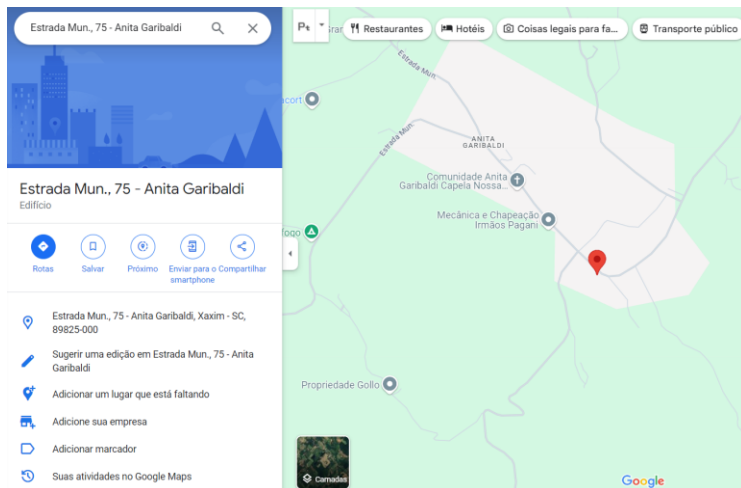 Estrada Mun., 75 - Anita Garibaldi
Estrada Mun., 75 - Anita Garibaldi
Edifício
Rotas
Salvar
Próximo
Enviar para o
smartphone
Compartilhar
Estrada Mun., 75 - Anita Garibaldi, Xaxim - SC,
89825-000
Sugerir uma edição em Estrada Mun., 75 - Anita
Garibaldi
Adicionar um lugar que está faltando
Adicione sua empresa
Adicionar marcador
Suas atividades no Google Maps
Restaurantes
Hotéis
Coisas legais para fa...
Transporte público
Estrada Mun.
Estrada Mun.
ANITA
GARIBALDI
Comunidade Anita
Garibaldi Capela Nossa...
Mecânica e Chapeação
Irmãos Pagani
fogo
Propriedade Gollo
Camadas
Google